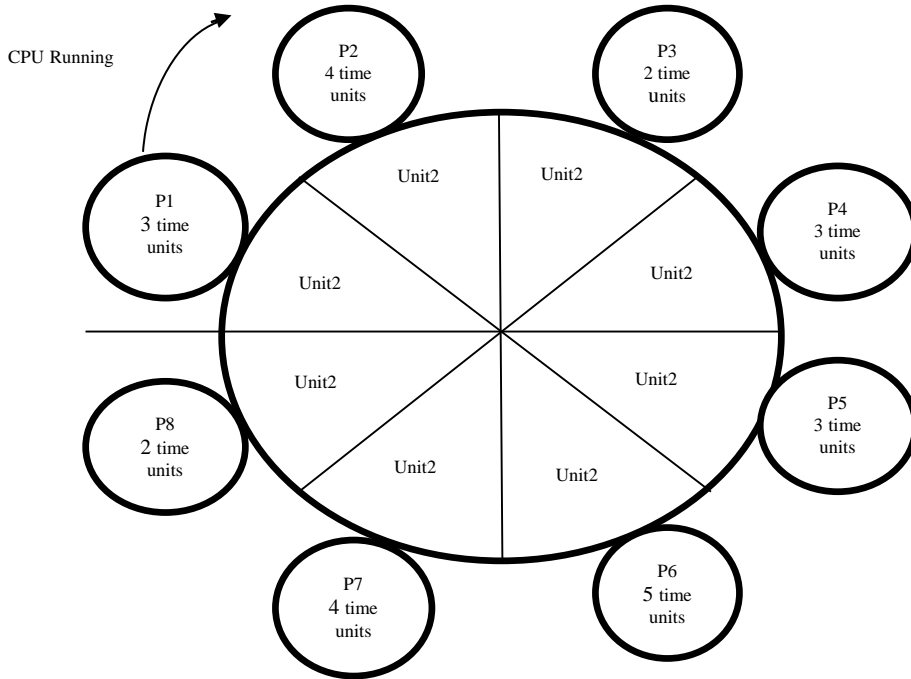 CPU Running
P2
4 time
units
P3
2 time
units
P1
3 time
units
P4
3 time
units
Unit2
Unit2
Unit2
Unit2
Unit2
Unit2
Unit2
Unit2
P8
2 time
units
P5
3 time
units
P7
4 time
units
P6
5 time
units